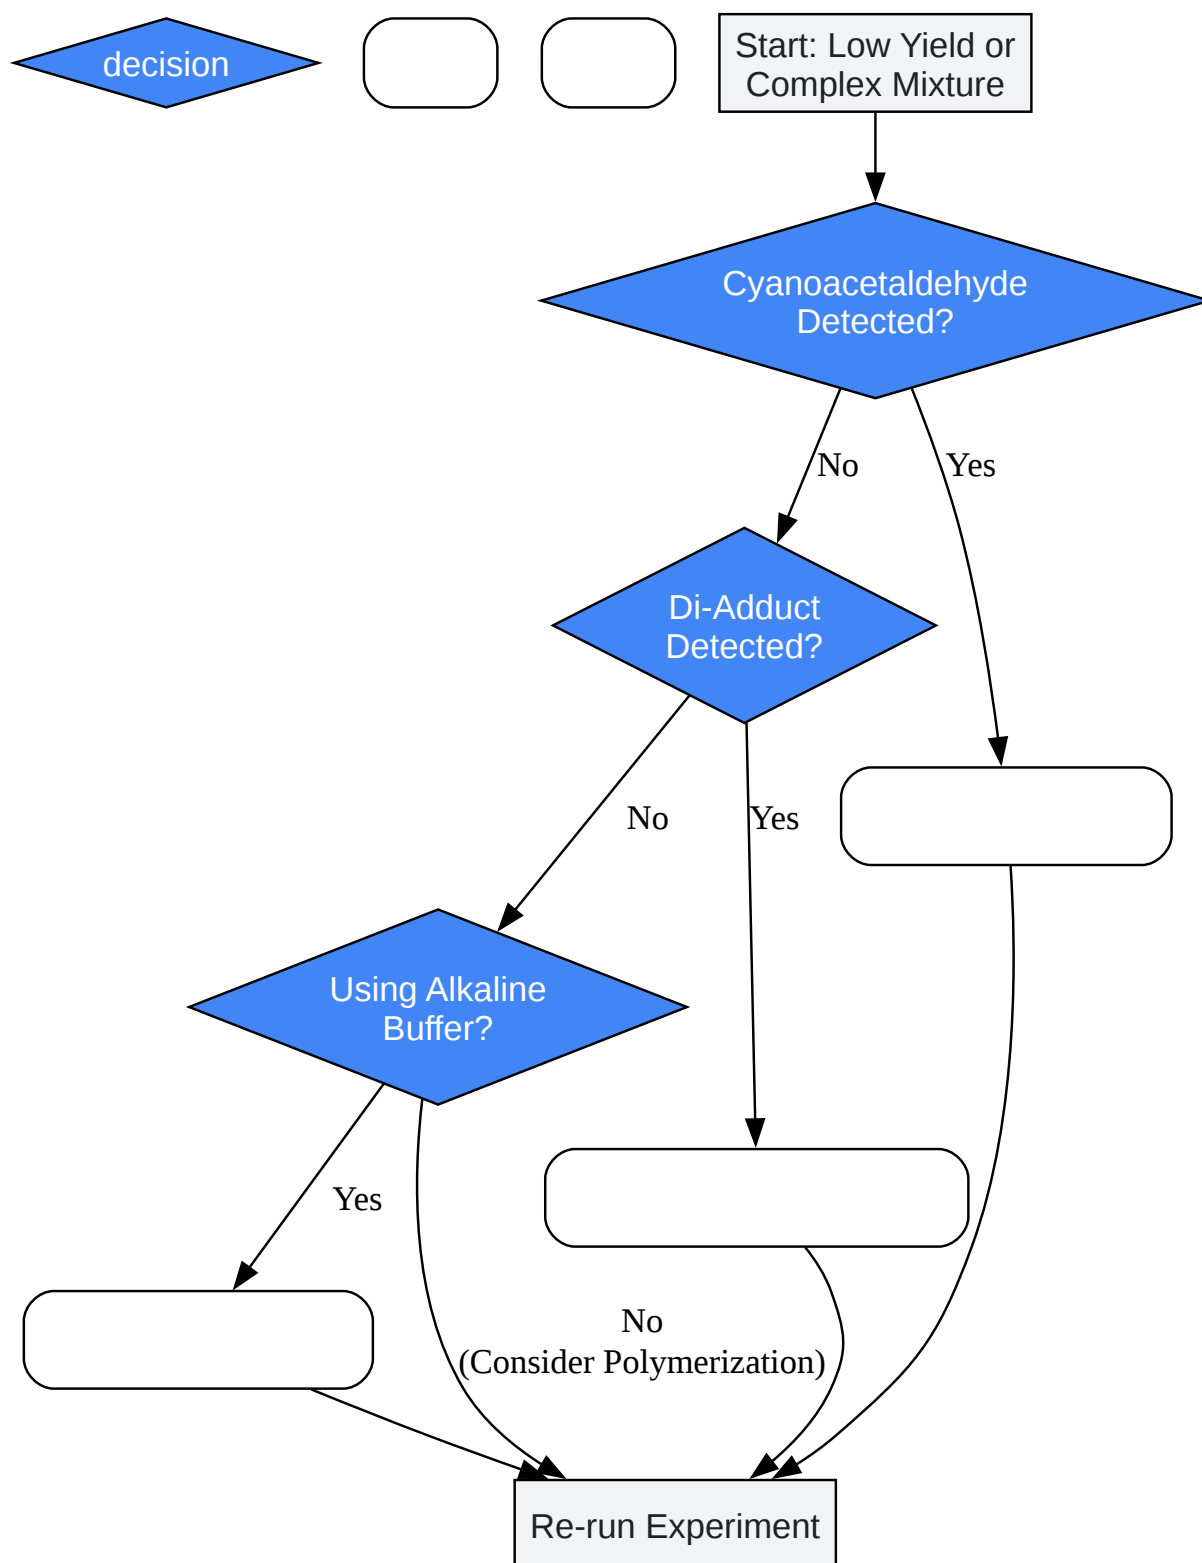 decision
Start: Low Yield or
Complex Mixture
Cyanoacetaldehyde
Detected?
No
Yes
Di-Adduct
Detected?
No
Yes
Using Alkaline
Buffer?
Yes
No
(Consider Polymerization)
Re-run Experiment